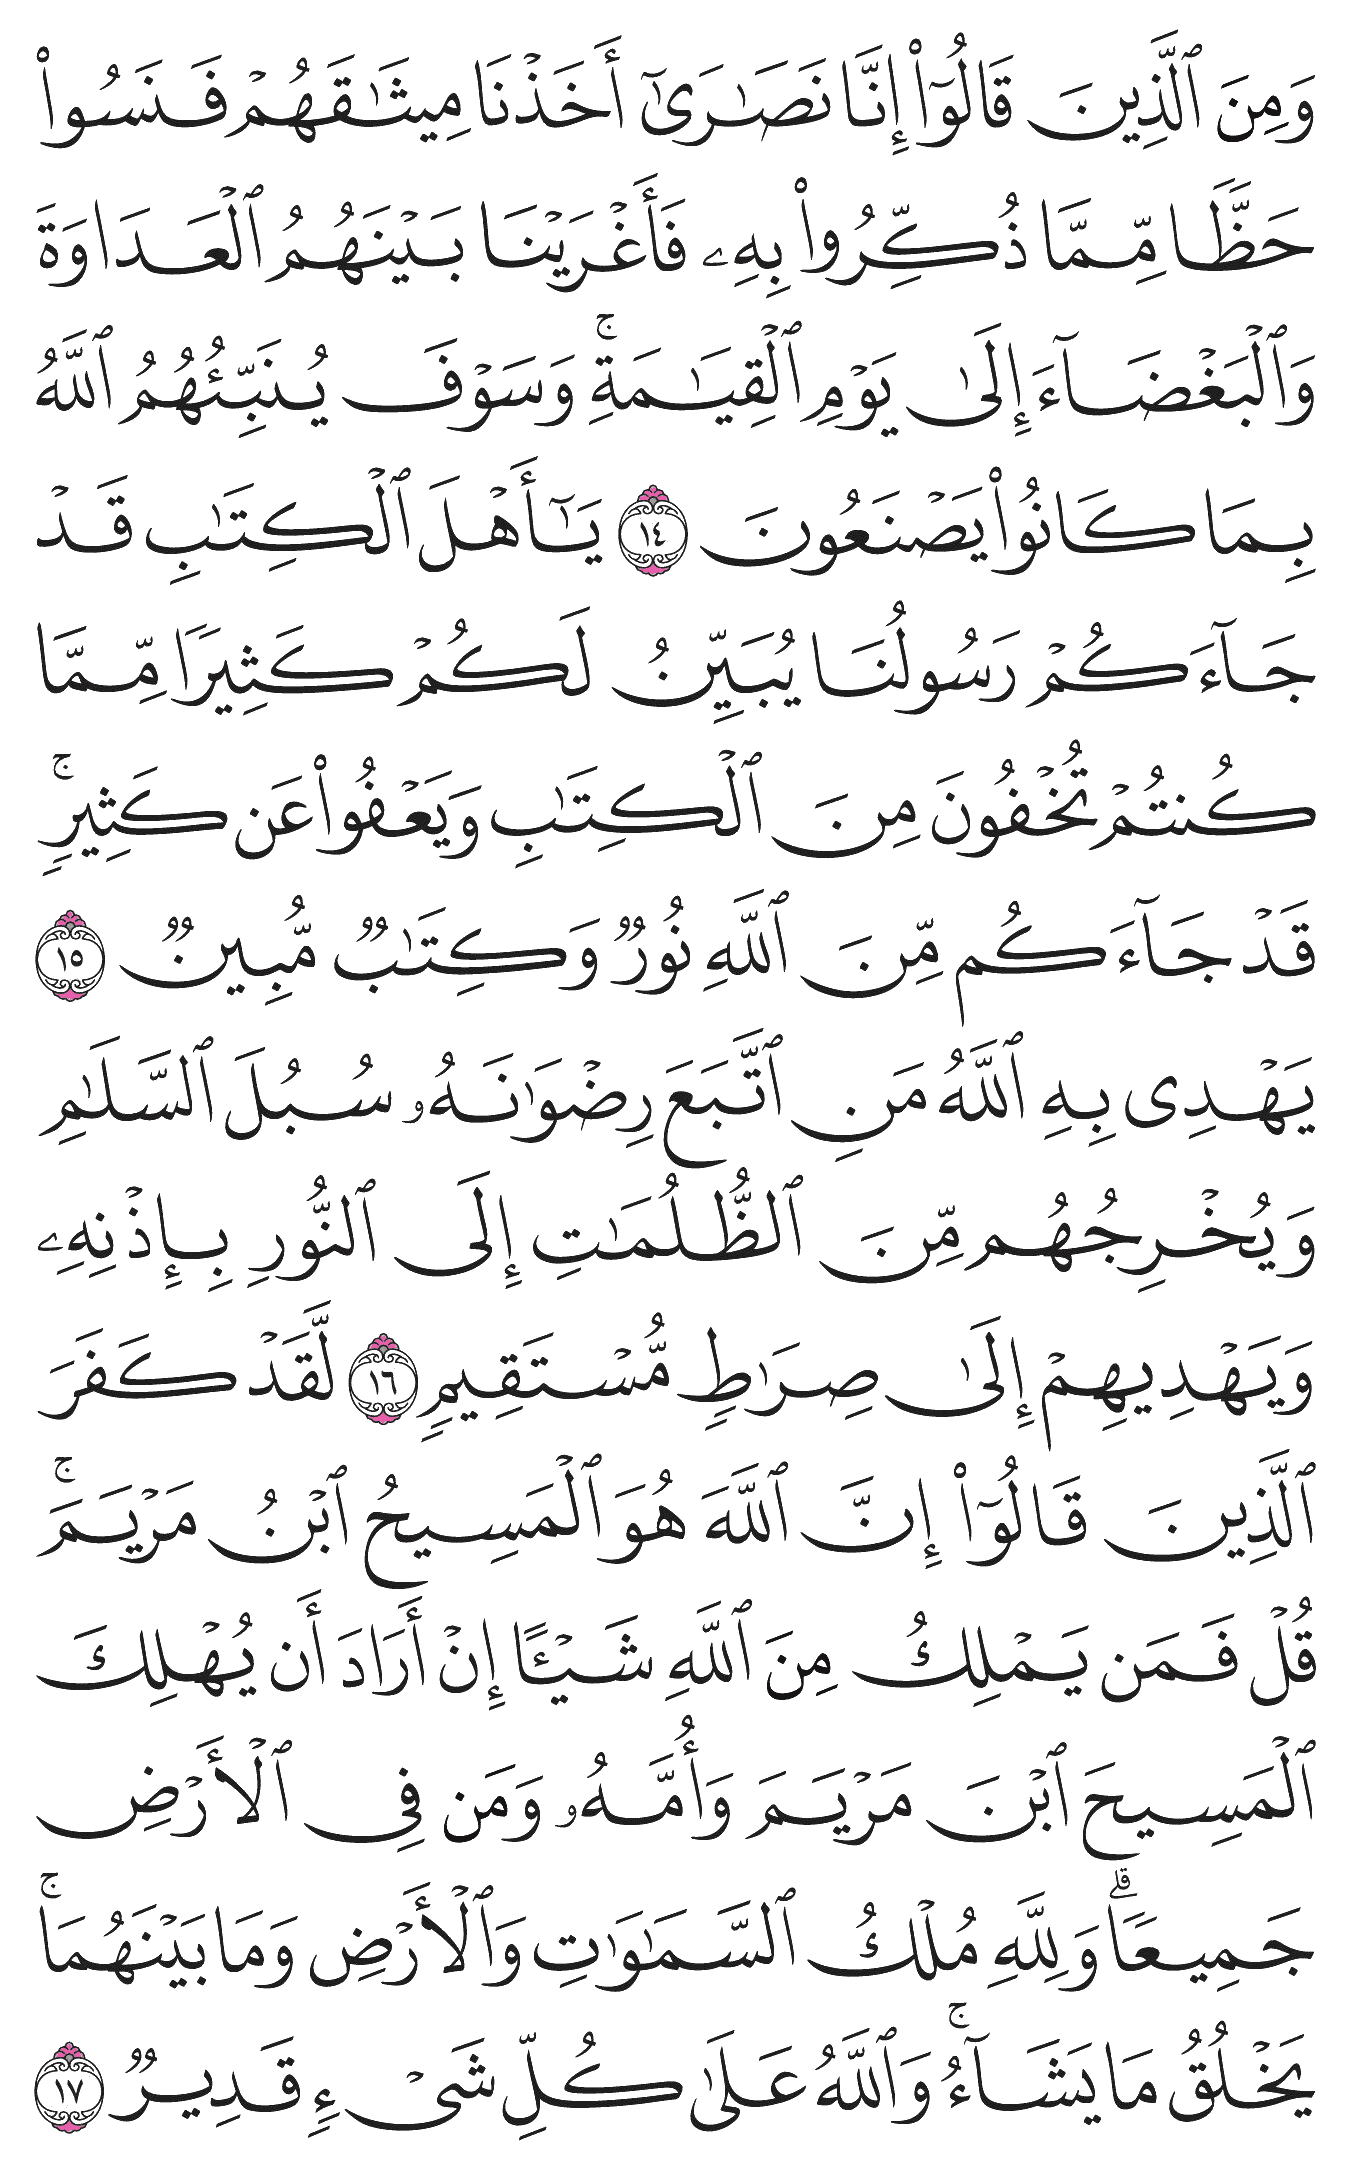 وَمِنَ ٱلَّذِينَ قَالُوٓا۟ إِنَّا نَصَـٰرَىٰٓ أَخَذْنَا مِيثَـٰقَهُمْ فَنَسُوا۟
حَظًّا مِّمَّا ذُكِّرُوا۟ بِهِۦ فَأَغْرَيْنَا بَيْنَهُمُ ٱلْعَدَاوَةَ
وَٱلْبَغْضَآءَ إِلَىٰ يَوْمِ ٱلْقِيَـٰمَةِ ۚ وَسَوْفَ يُنَبِّئُهُمُ ٱللَّهُ
بِمَا كَانُوا۟ يَصْنَعُونَ ١٤ يَـٰٓأَهْلَ ٱلْكِتَـٰبِ قَدْ
جَآءَكُمْ رَسُولُنَا يُبَيِّنُ لَكُمْ كَثِيرًا مِّمَّا
كُنتُمْ تُخْفُونَ مِنَ ٱلْكِتَـٰبِ وَيَعْفُوا۟ عَن كَثِيرٍ ۚ
قَدْ جَآءَكُم مِّنَ ٱللَّهِ نُورٌ وَكِتَـٰبٌ مُّبِينٌ ١٥
يَهْدِى بِهِ ٱللَّهُ مَنِ ٱتَّبَعَ رِضْوَٰنَهُۥ سُبُلَ ٱلسَّلَـٰمِ
وَيُخْرِجُهُم مِّنَ ٱلظُّلُمَـٰتِ إِلَى ٱلنُّورِ بِإِذْنِهِۦ
وَيَهْدِيهِمْ إِلَىٰ صِرَٰطٍ مُّسْتَقِيمٍ ١٦ لَّقَدْ كَفَرَ
ٱلَّذِينَ قَالُوٓا۟ إِنَّ ٱللَّهَ هُوَ ٱلْمَسِيحُ ٱبْنُ مَرْيَمَ ۚ
قُلْ فَمَن يَمْلِكُ مِنَ ٱللَّهِ شَيْـًٔا إِنْ أَرَادَ أَن يُهْلِكَ
ٱلْمَسِيحَ ٱبْنَ مَرْيَمَ وَأُمَّهُۥ وَمَن فِى ٱلْأَرْضِ
جَمِيعًا ۗ وَلِلَّهِ مُلْكُ ٱلسَّمَـٰوَٰتِ وَٱلْأَرْضِ وَمَا بَيْنَهُمَا ۚ
يَخْلُقُ مَا يَشَآءُ ۚ وَٱللَّهُ عَلَىٰ كُلِّ شَىْءٍ قَدِيرٌ ١٧